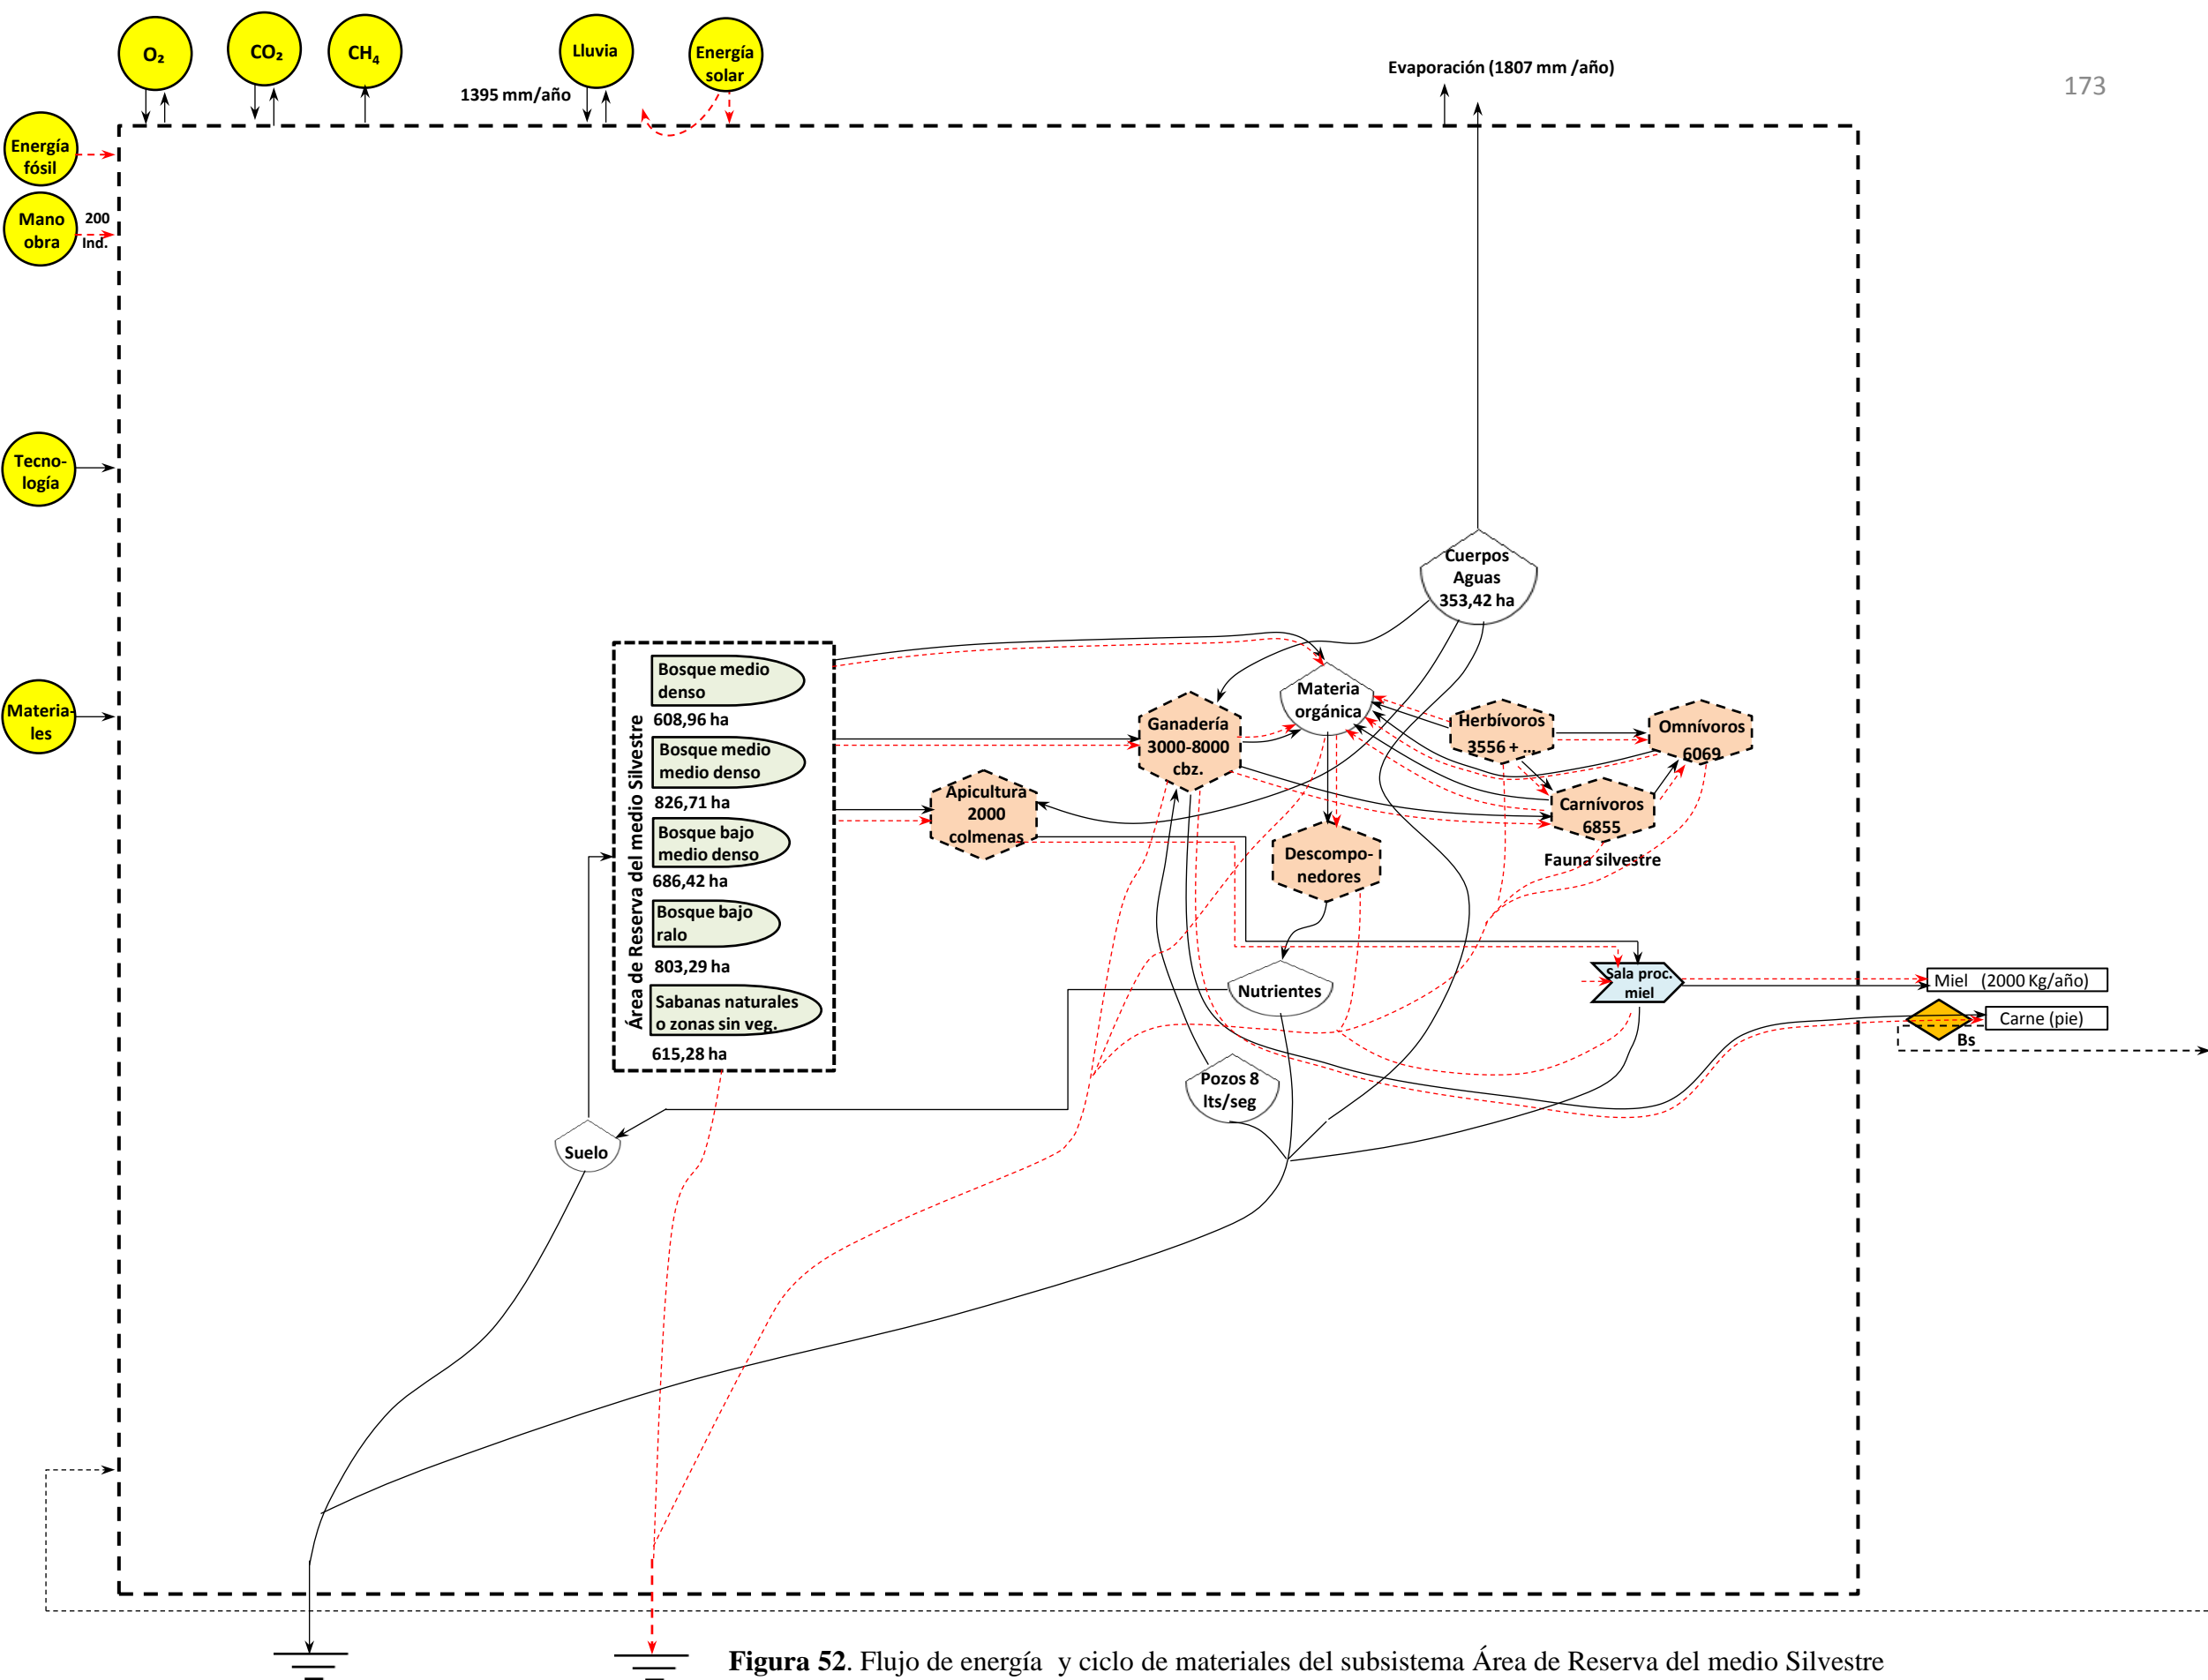 O₂
CO₂
CH₄
Lluvia
Energía
solar
1395 mm/año
Evaporación (1807 mm /año)
173
Energía
fósil
Mano
obra
200
Ind.
Tecno-
logía
Materia-
les
Cuerpos
Aguas
353,42 ha
Área de Reserva del medio Silvestre
Bosque medio
denso
608,96 ha
Bosque medio
medio denso
826,71 ha
Bosque bajo
medio denso
686,42 ha
Bosque bajo
ralo
803,29 ha
Sabanas naturales
o zonas sin veg.
615,28 ha
Apicultura
2000
colmenas
Ganadería
3000-8000
cbz.
Materia
orgánica
Herbívoros
3556 + ...
Omnívoros
6069
Carnívoros
6855
Fauna silvestre
Descompo-
nedores
Nutrientes
Sala proc.
miel
Miel (2000 Kg/año)
Carne (pie)
Bs
Pozos 8
lts/seg
Suelo
Figura 52. Flujo de energía y ciclo de materiales del subsistema Área de Reserva del medio Silvestre